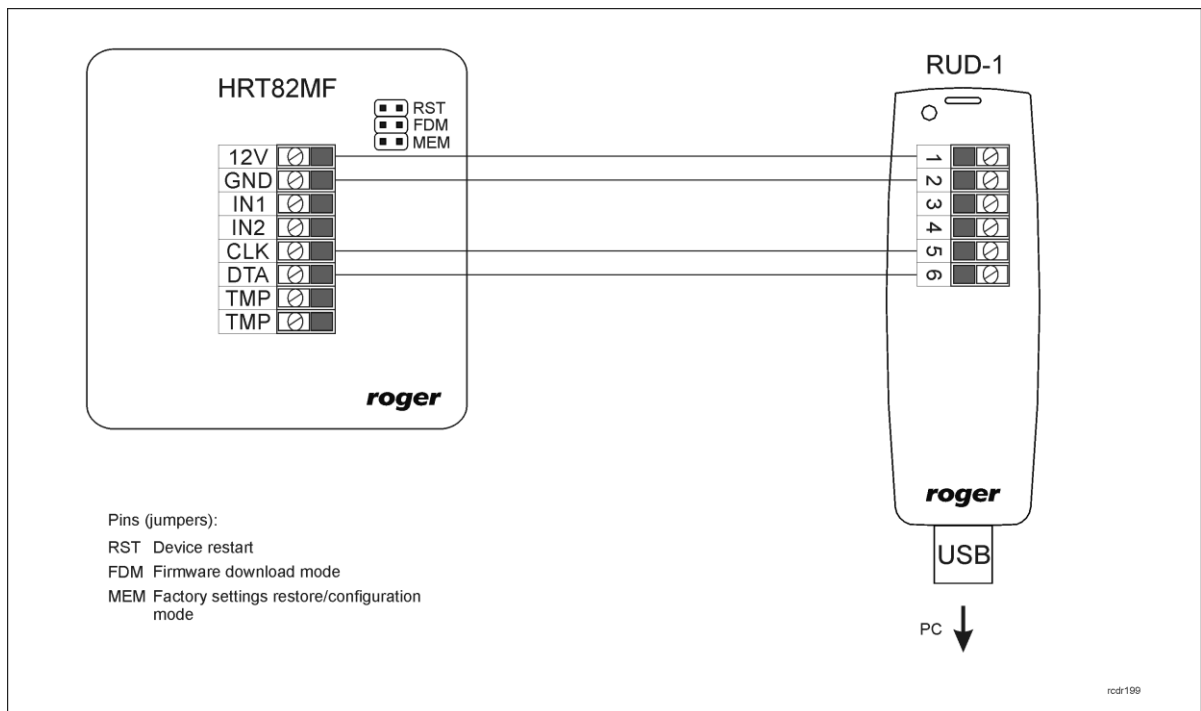 HRT82MF
RST
FDM
MEM
12V
GND
IN1
IN2
CLK
DTA
TMP
TMP
roger
RUD-1
1
2
3
4
5
6
roger
USB
PC
Pins (jumpers):
RST Device restart
FDM Firmware download mode
MEM Factory settings restore/configuration
mode
rcdr199